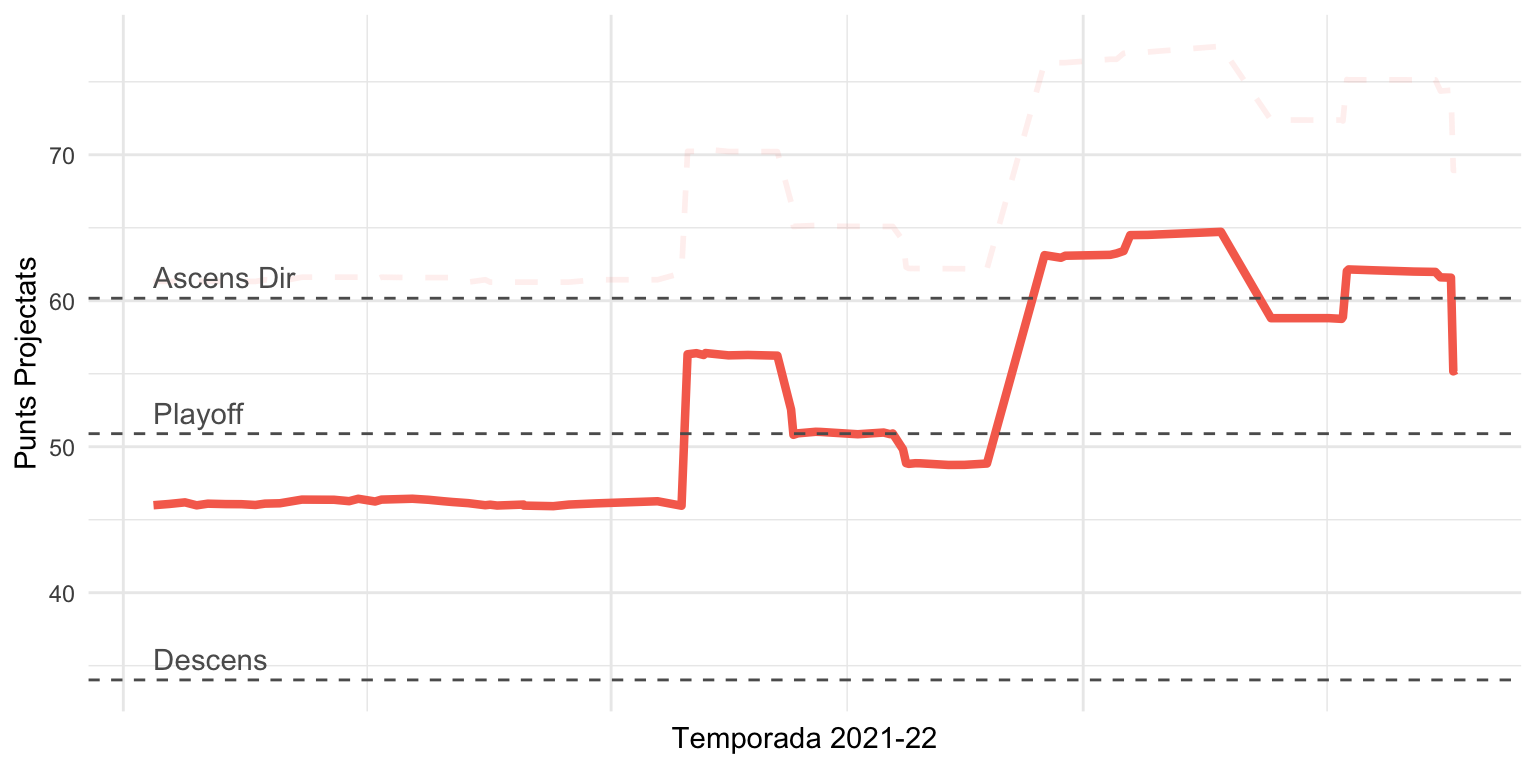 Punts Projectats
70
60
50
40
Ascens Dir
Playoff
Descens
Temporada 2021-22